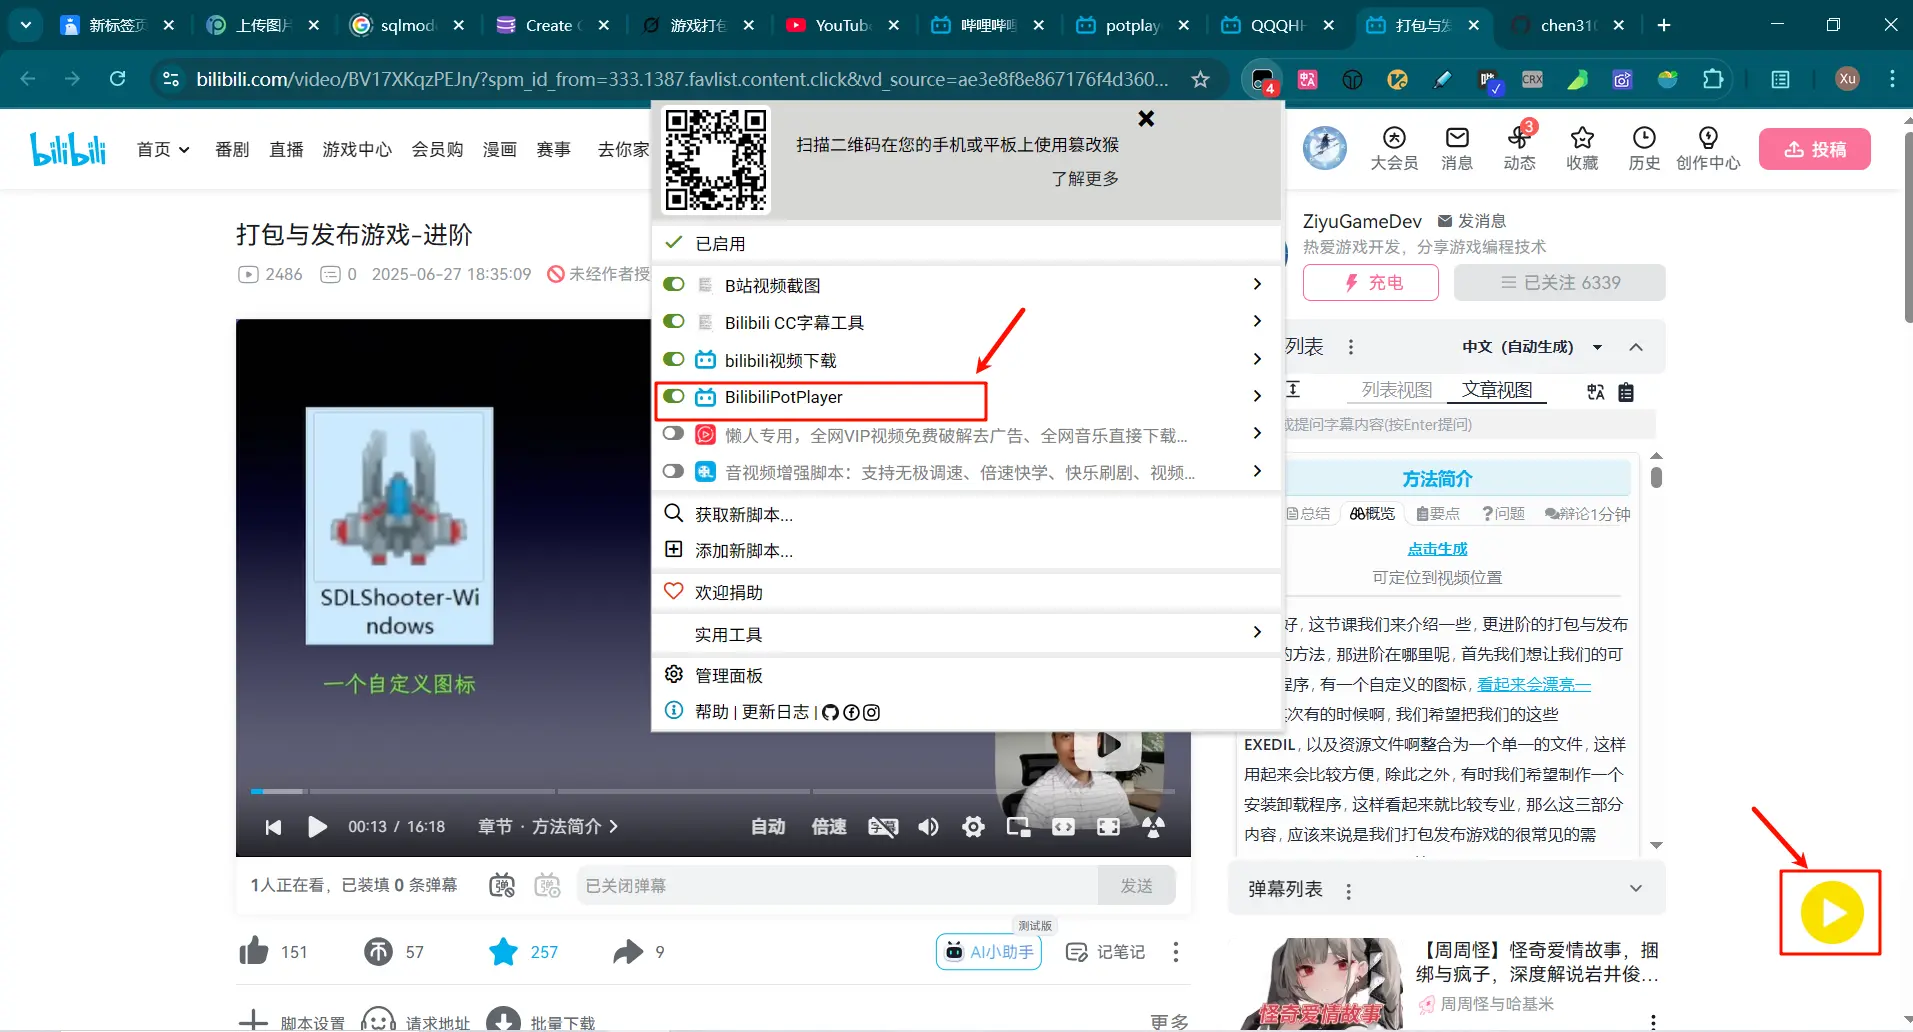 新标签页
上传图片
sqlmod
Create
游戏打包
YouTub
哔哩哔哩
potplay
QQQHH
打包与发
chen310
bilibili.com/video/BV17XKqzPEJn/?spm_id_from=333.1387.favlist.content.click&vd_source=ae3e8f8e867176f4d360...
4
CRX
Xu
bilibili
首页
番剧
直播
游戏中心
会员购
漫画
赛事
去你家
扫描二维码在您的手机或平板上使用篡改猴
了解更多
大会员
消息
3
动态
收藏
历史
创作中心
投稿
打包与发布游戏-进阶
2486
0
2025-06-27 18:35:09
未经作者授
已启用
B站视频截图
Bilibili CC字幕工具
bilibili视频下载
BilibiliPotPlayer
懒人专用，全网VIP视频免费破解去广告、全网音乐直接下载...
音视频增强脚本：支持无极调速、倍速快学、快乐刷剧、视频...
获取新脚本...
添加新脚本...
欢迎捐助
实用工具
管理面板
帮助 | 更新日志 |
ZiyuGameDev
发消息
热爱游戏开发，分享游戏编程技术
充电
已关注 6339
列表
中文（自动生成）
列表视图
文章视图
或提问字幕内容(按Enter提问)
方法简介
总结
概览
要点
问题
辩论
1分钟
点击生成
可定位到视频位置
好, 这节课我们来介绍一些, 更进阶的打包与发布
的方法, 那进阶在哪里呢, 首先我们想让我们的可
程序, 有一个自定义的图标, 看起来会漂亮一
次有的时候啊, 我们希望把我们的这些
EXEDIL, 以及资源文件啊整合为一个单一的文件, 这样
用起来会比较方便, 除此之外, 有时我们希望制作一个
安装卸载程序, 这样看起来就比较专业, 那么这三部分
内容, 应该来说是我们打包发布游戏的很常见的需
SDLShooter-Wi
ndows
一个自定义图标
00:13 / 16:18
章节 · 方法简介
自动
倍速
字幕
1人正在看，已装填 0 条弹幕
已关闭弹幕
发送
弹幕列表
151
57
257
9
测试版
AI小助手
记笔记
【周周怪】怪奇爱情故事，捆
绑与疯子，深度解说岩井俊...
周周怪与哈基米
怪奇爱情故事
脚本设置
请求地址
批量下载
更多